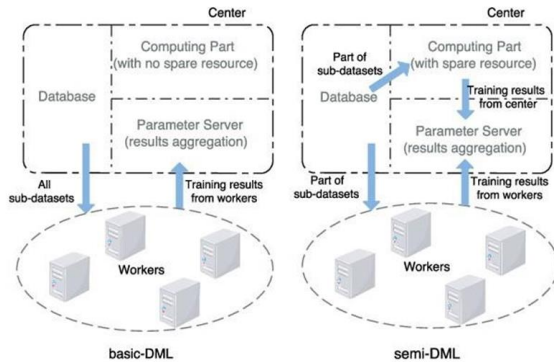 Center
Computing Part
(with no spare resource)
Database
Parameter Server
(results aggregation)
All
sub-datasets
Training results
from workers
Workers
basic-DML
Center
Part of
sub-datasets
Computing Part
(with spare resource)
Database
Training results
from center
Parameter Server
(results aggregation)
Part of
sub-datasets
Training results
from workers
Workers
semi-DML